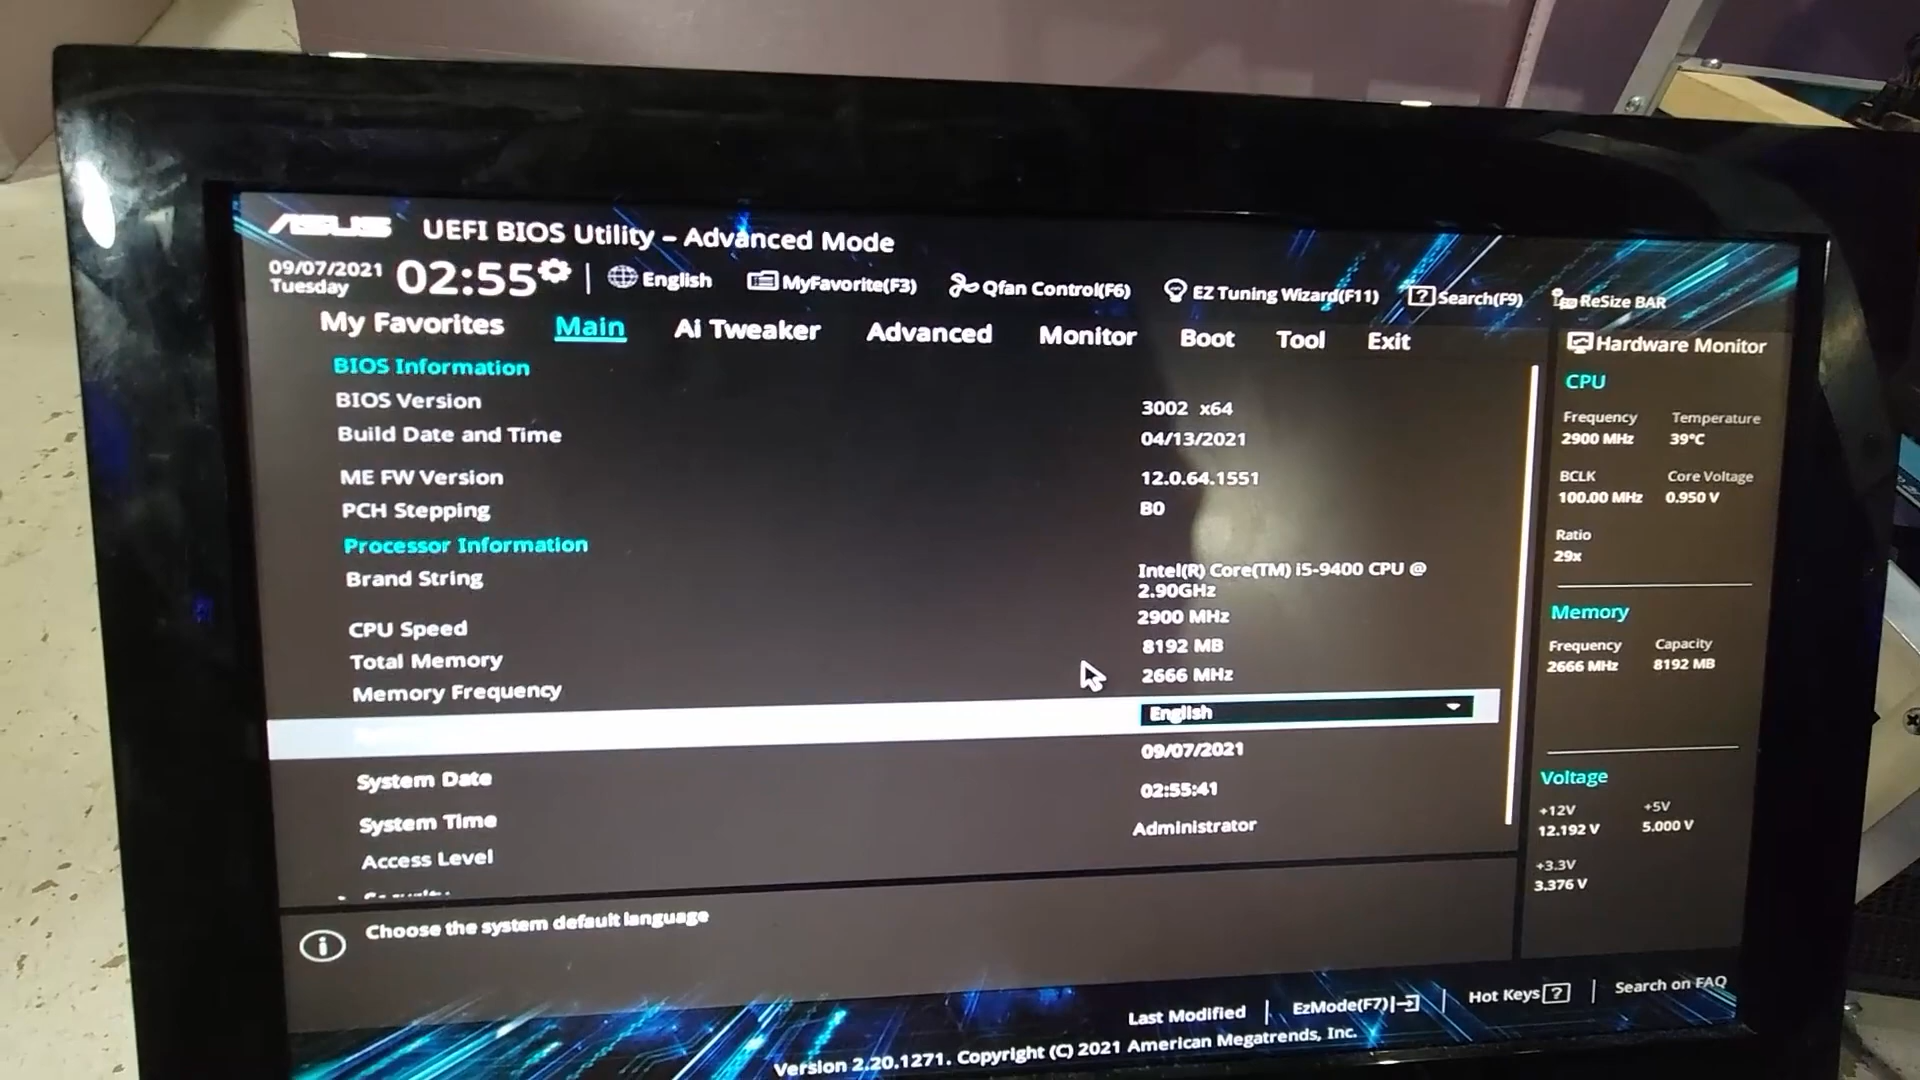 ASUS UEFI BIOS Utility – Advanced Mode
09/07/2021
Tuesday
02:55
English
MyFavorite(F3)
Qfan Control(F6)
EZ Tuning Wizard(F11)
Search(F9)
ReSize BAR
My Favorites Main Ai Tweaker Advanced Monitor Boot Tool Exit
BIOS Information
BIOS Version 3002 x64
Build Date and Time 04/13/2021
ME FW Version 12.0.64.1551
PCH Stepping B0
Processor Information
Brand String Intel(R) Core(TM) i5-9400 CPU @
2.90GHz
CPU Speed 2900 MHz
Total Memory 8192 MB
Memory Frequency 2666 MHz
English
System Date 09/07/2021
System Time 02:55:41
Access Level Administrator
Choose the system default language
Hardware Monitor
CPU
Frequency Temperature
2900 MHz 39°C
BCLK Core Voltage
100.00 MHz 0.950 V
Ratio
29x
Memory
Frequency Capacity
2666 MHz 8192 MB
Voltage
+12V +5V
12.192 V 5.000 V
+3.3V
3.376 V
Last Modified
EzMode(F7)
Hot Keys ?
Search on FAQ
Version 2.20.1271. Copyright (C) 2021 American Megatrends, Inc.